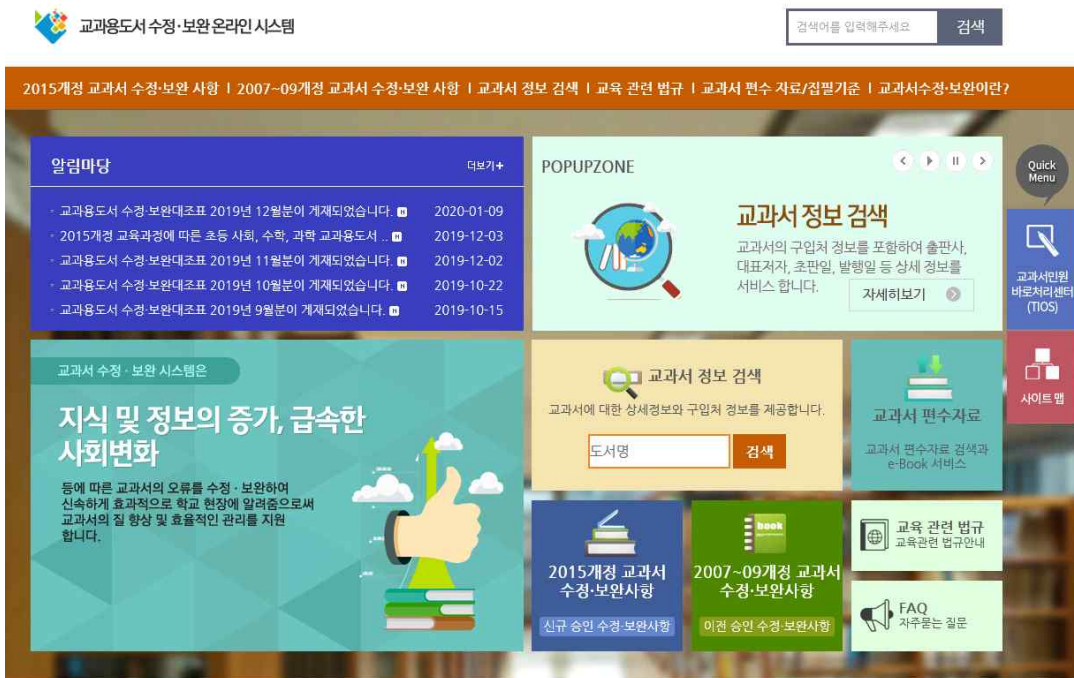 교과용도서 수정·보완 온라인 시스템
검색어를 입력해주세요
검색
2015개정 교과서 수정·보완 사항 | 2007~09개정 교과서 수정·보완 사항 | 교과서 정보 검색 | 교육 관련 법규 | 교과서 편수 자료/집필기준 | 교과서수정·보완이란?
알림마당
더보기+
· 교과용도서 수정·보완대조표 2019년 12월분이 게재되었습니다. H 2020-01-09
· 2015개정 교육과정에 따른 초등 사회, 수학, 과학 교과용도서 .. H 2019-12-03
· 교과용도서 수정·보완대조표 2019년 11월분이 게재되었습니다. H 2019-12-02
· 교과용도서 수정·보완대조표 2019년 10월분이 게재되었습니다. H 2019-10-22
· 교과용도서 수정·보완대조표 2019년 9월분이 게재되었습니다. H 2019-10-15
POPUPZONE
교과서 정보 검색
교과서의 구입처 정보를 포함하여 출판사,
대표저자, 초판일, 발행일 등 상세 정보를
서비스 합니다.
자세히보기
Quick
Menu
교과서민원
바로처리센터
(TIOS)
사이트맵
교과서 수정·보완 시스템은
지식 및 정보의 증가, 급속한
사회변화
등에 따른 교과서의 오류를 수정·보완하여
신속하게 효과적으로 학교 현장에 알려줌으로써
교과서의 질 향상 및 효율적인 관리를 지원
합니다.
교과서 정보 검색
교과서에 대한 상세정보와 구입처 정보를 제공합니다.
도서명
검색
교과서 편수자료
교과서 편수자료 검색과
e-Book 서비스
2015개정 교과서
수정·보완사항
신규 승인 수정·보완사항
book
2007~09개정 교과서
수정·보완사항
이전 승인 수정·보완사항
교육 관련 법규
교육관련 법규안내
FAQ
자주묻는 질문